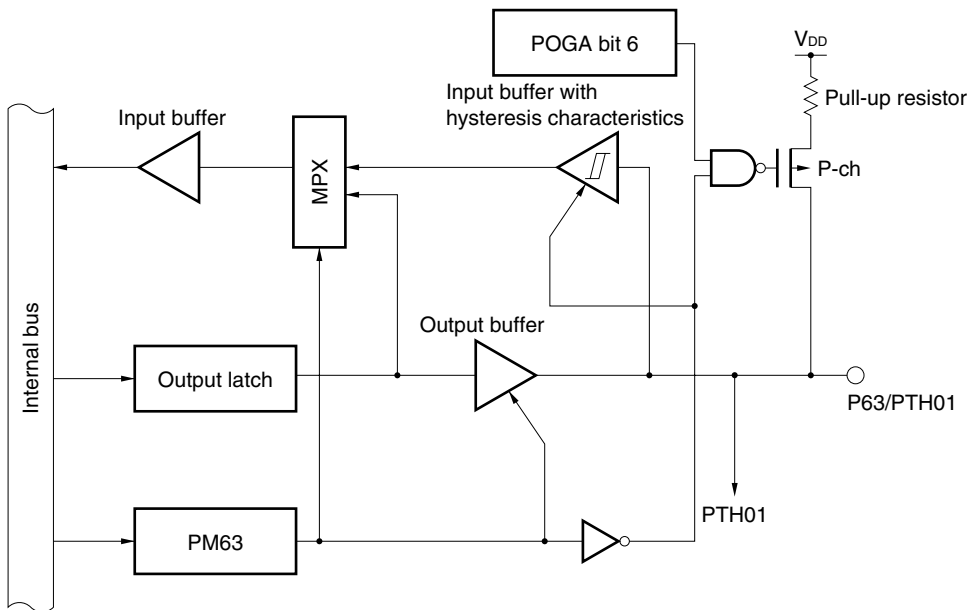 POGA bit 6
VDD
Pull-up resistor
Input buffer with
hysteresis characteristics
Input buffer
MPX
P-ch
Internal bus
Output buffer
Output latch
P63/PTH01
PTH01
PM63